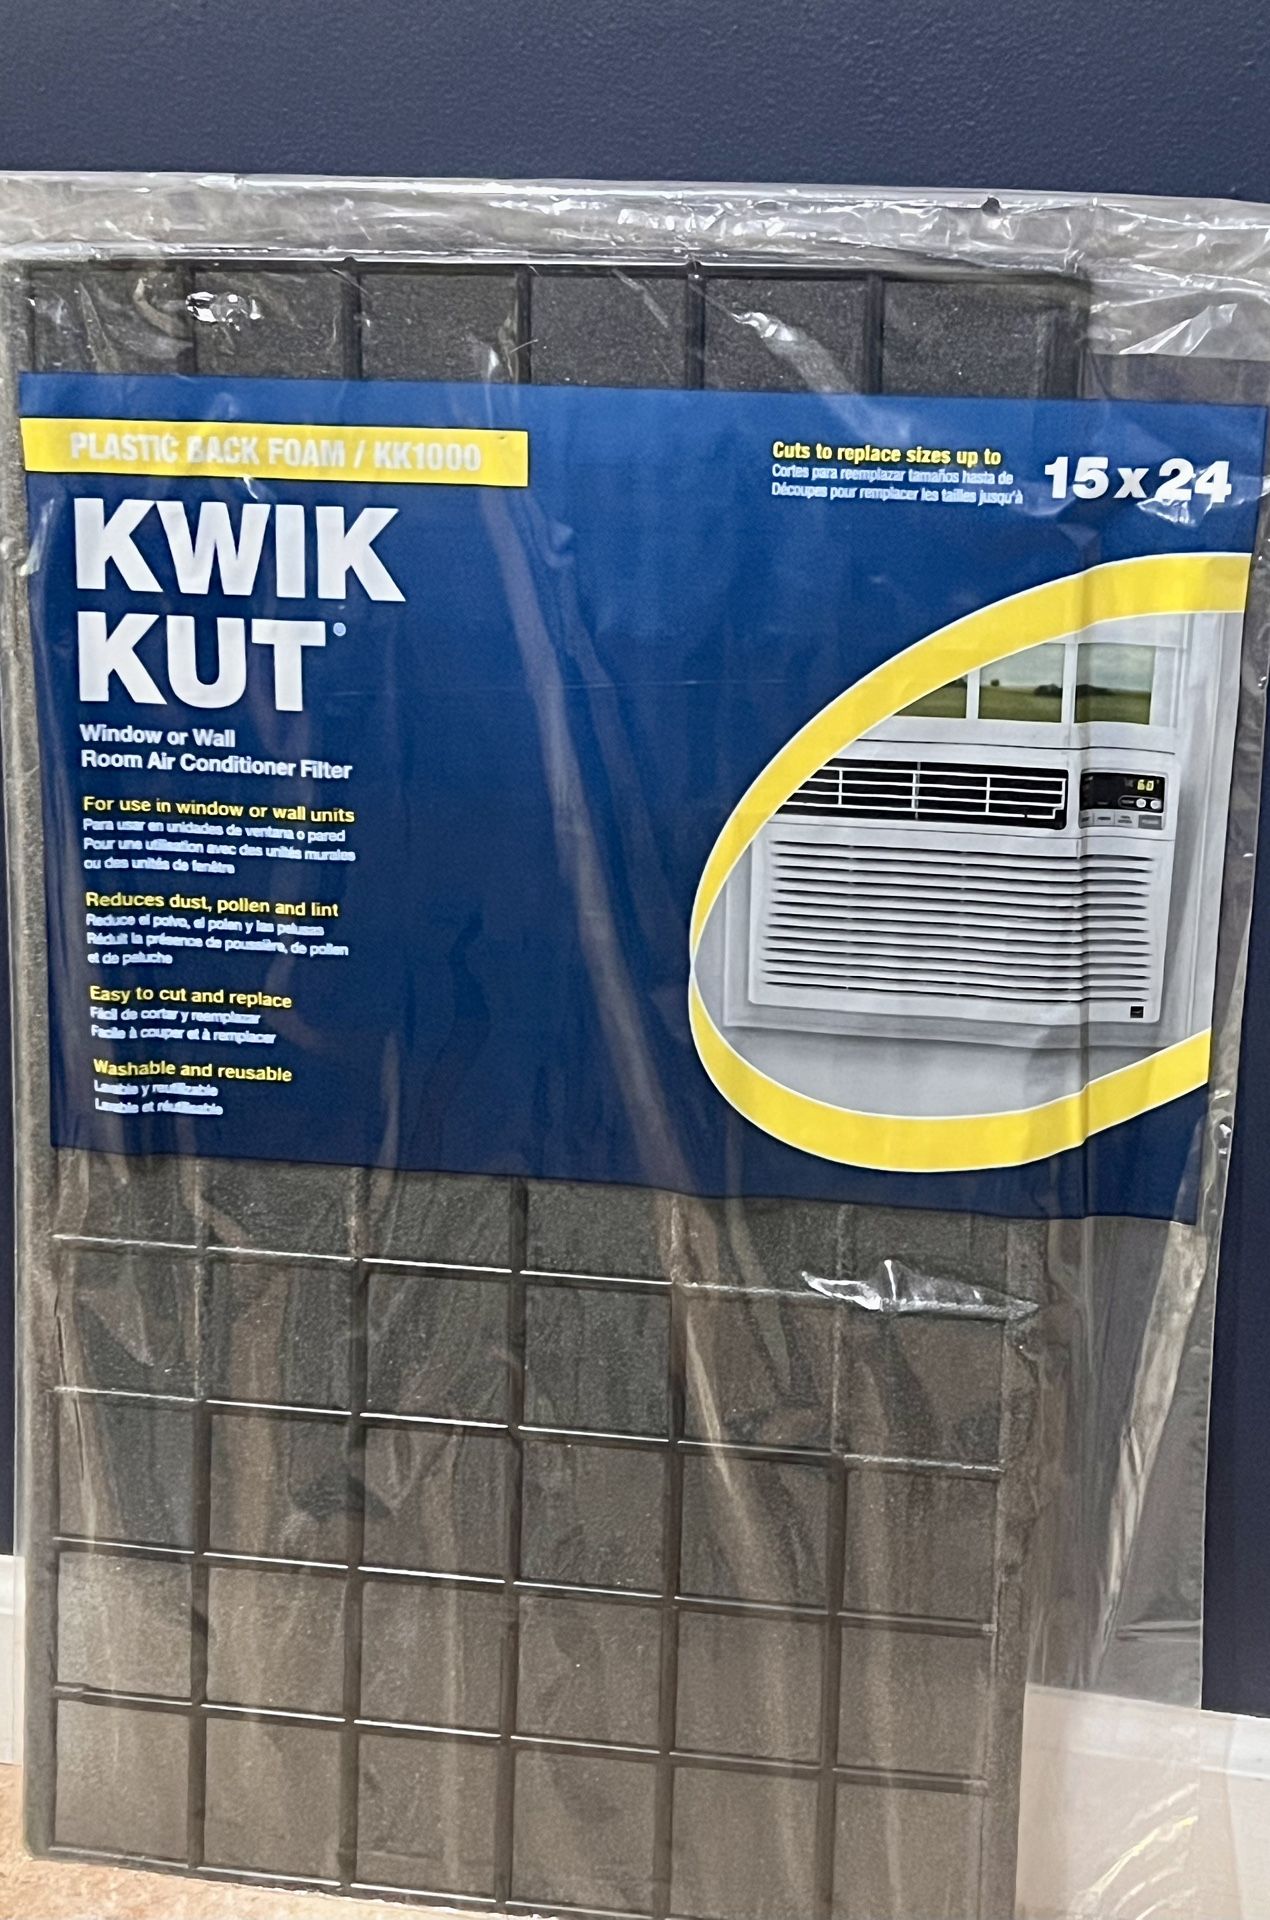 PLASTIC BACK FOAM / KK1000
KWIK
KUT®
Window or Wall
Room Air Conditioner Filter
For use in window or wall units
Para usar en unidades de ventana o pared
Pour une utilisation avec des unités murales
ou des unités de fenêtre
Reduces dust, pollen and lint
Reduce el polvo, el polen y las pelusas
Réduit la présence de poussière, de pollen
et de peluche
Easy to cut and replace
Fácil de cortar y reemplazar
Facile à couper et à remplacer
Washable and reusable
Lavable y reutilizable
Lavable et réutilisable
Cuts to replace sizes up to
Cortes para reemplazar tamaños hasta de
Découpes pour remplacer les tailles jusqu'à
15 x 24
60